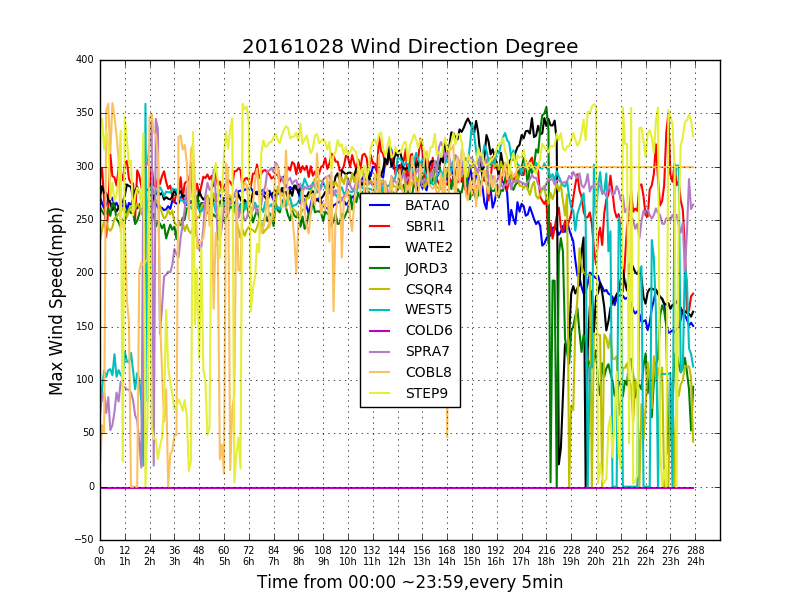 20161028 Wind Direction Degree
Max Wind Speed(mph)
400
350
300
250
200
150
100
50
0
−50
BATA0
SBRI1
WATE2
JORD3
CSQR4
WEST5
COLD6
SPRA7
COBL8
STEP9
0 12 24 36 48 60 72 84 96 108 120 132 144 156 168 180 192 204 216 228 240 252 264 276 288
0h 1h 2h 3h 4h 5h 6h 7h 8h 9h 10h 11h 12h 13h 14h 15h 16h 17h 18h 19h 20h 21h 22h 23h 24h
Time from 00:00 ~23:59,every 5min